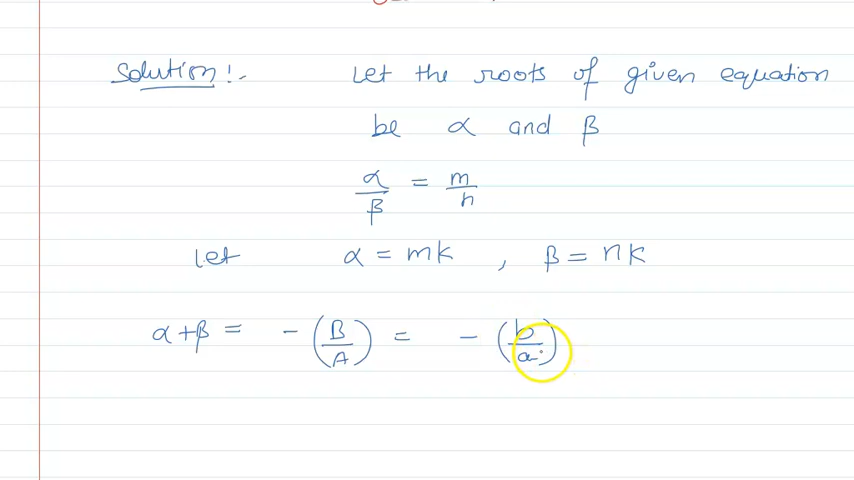 Solution :- Let the roots of given equation
be α and β
α/β = m/n
Let α = mk , β = nk
α+β = -(B/A) = -(b/a)